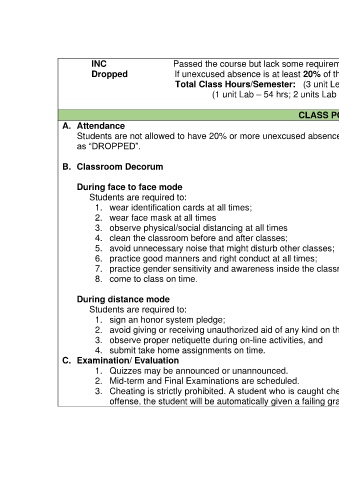 INC Passed the course but lack some
Dropped If unexcused absence is at least 20% of
Total Class Hours/Semester: (3 unit
(1 unit Lab – 54 hrs; 2 units Lab
CLASS
A. Attendance
Students are not allowed to have 20% or more unexcused
as “DROPPED”.
B. Classroom Decorum
During face to face mode
Students are required to:
1. wear identification cards at all times;
2. wear face mask at all times
3. observe physical/social distancing at all times
4. clean the classroom before and after classes;
5. avoid unnecessary noise that might disturb other classes;
6. practice good manners and right conduct at all times;
7. practice gender sensitivity and awareness inside the
8. come to class on time.
During distance mode
Students are required to:
1. sign an honor system pledge;
2. avoid giving or receiving unauthorized aid of any kind on
3. observe proper netiquette during on-line activities, and
4. submit take home assignments on time.
C. Examination/ Evaluation
1. Quizzes may be announced or unannounced.
2. Mid-term and Final Examinations are scheduled.
3. Cheating is strictly prohibited. A student who is caught
offense, the student will be automatically given a failing